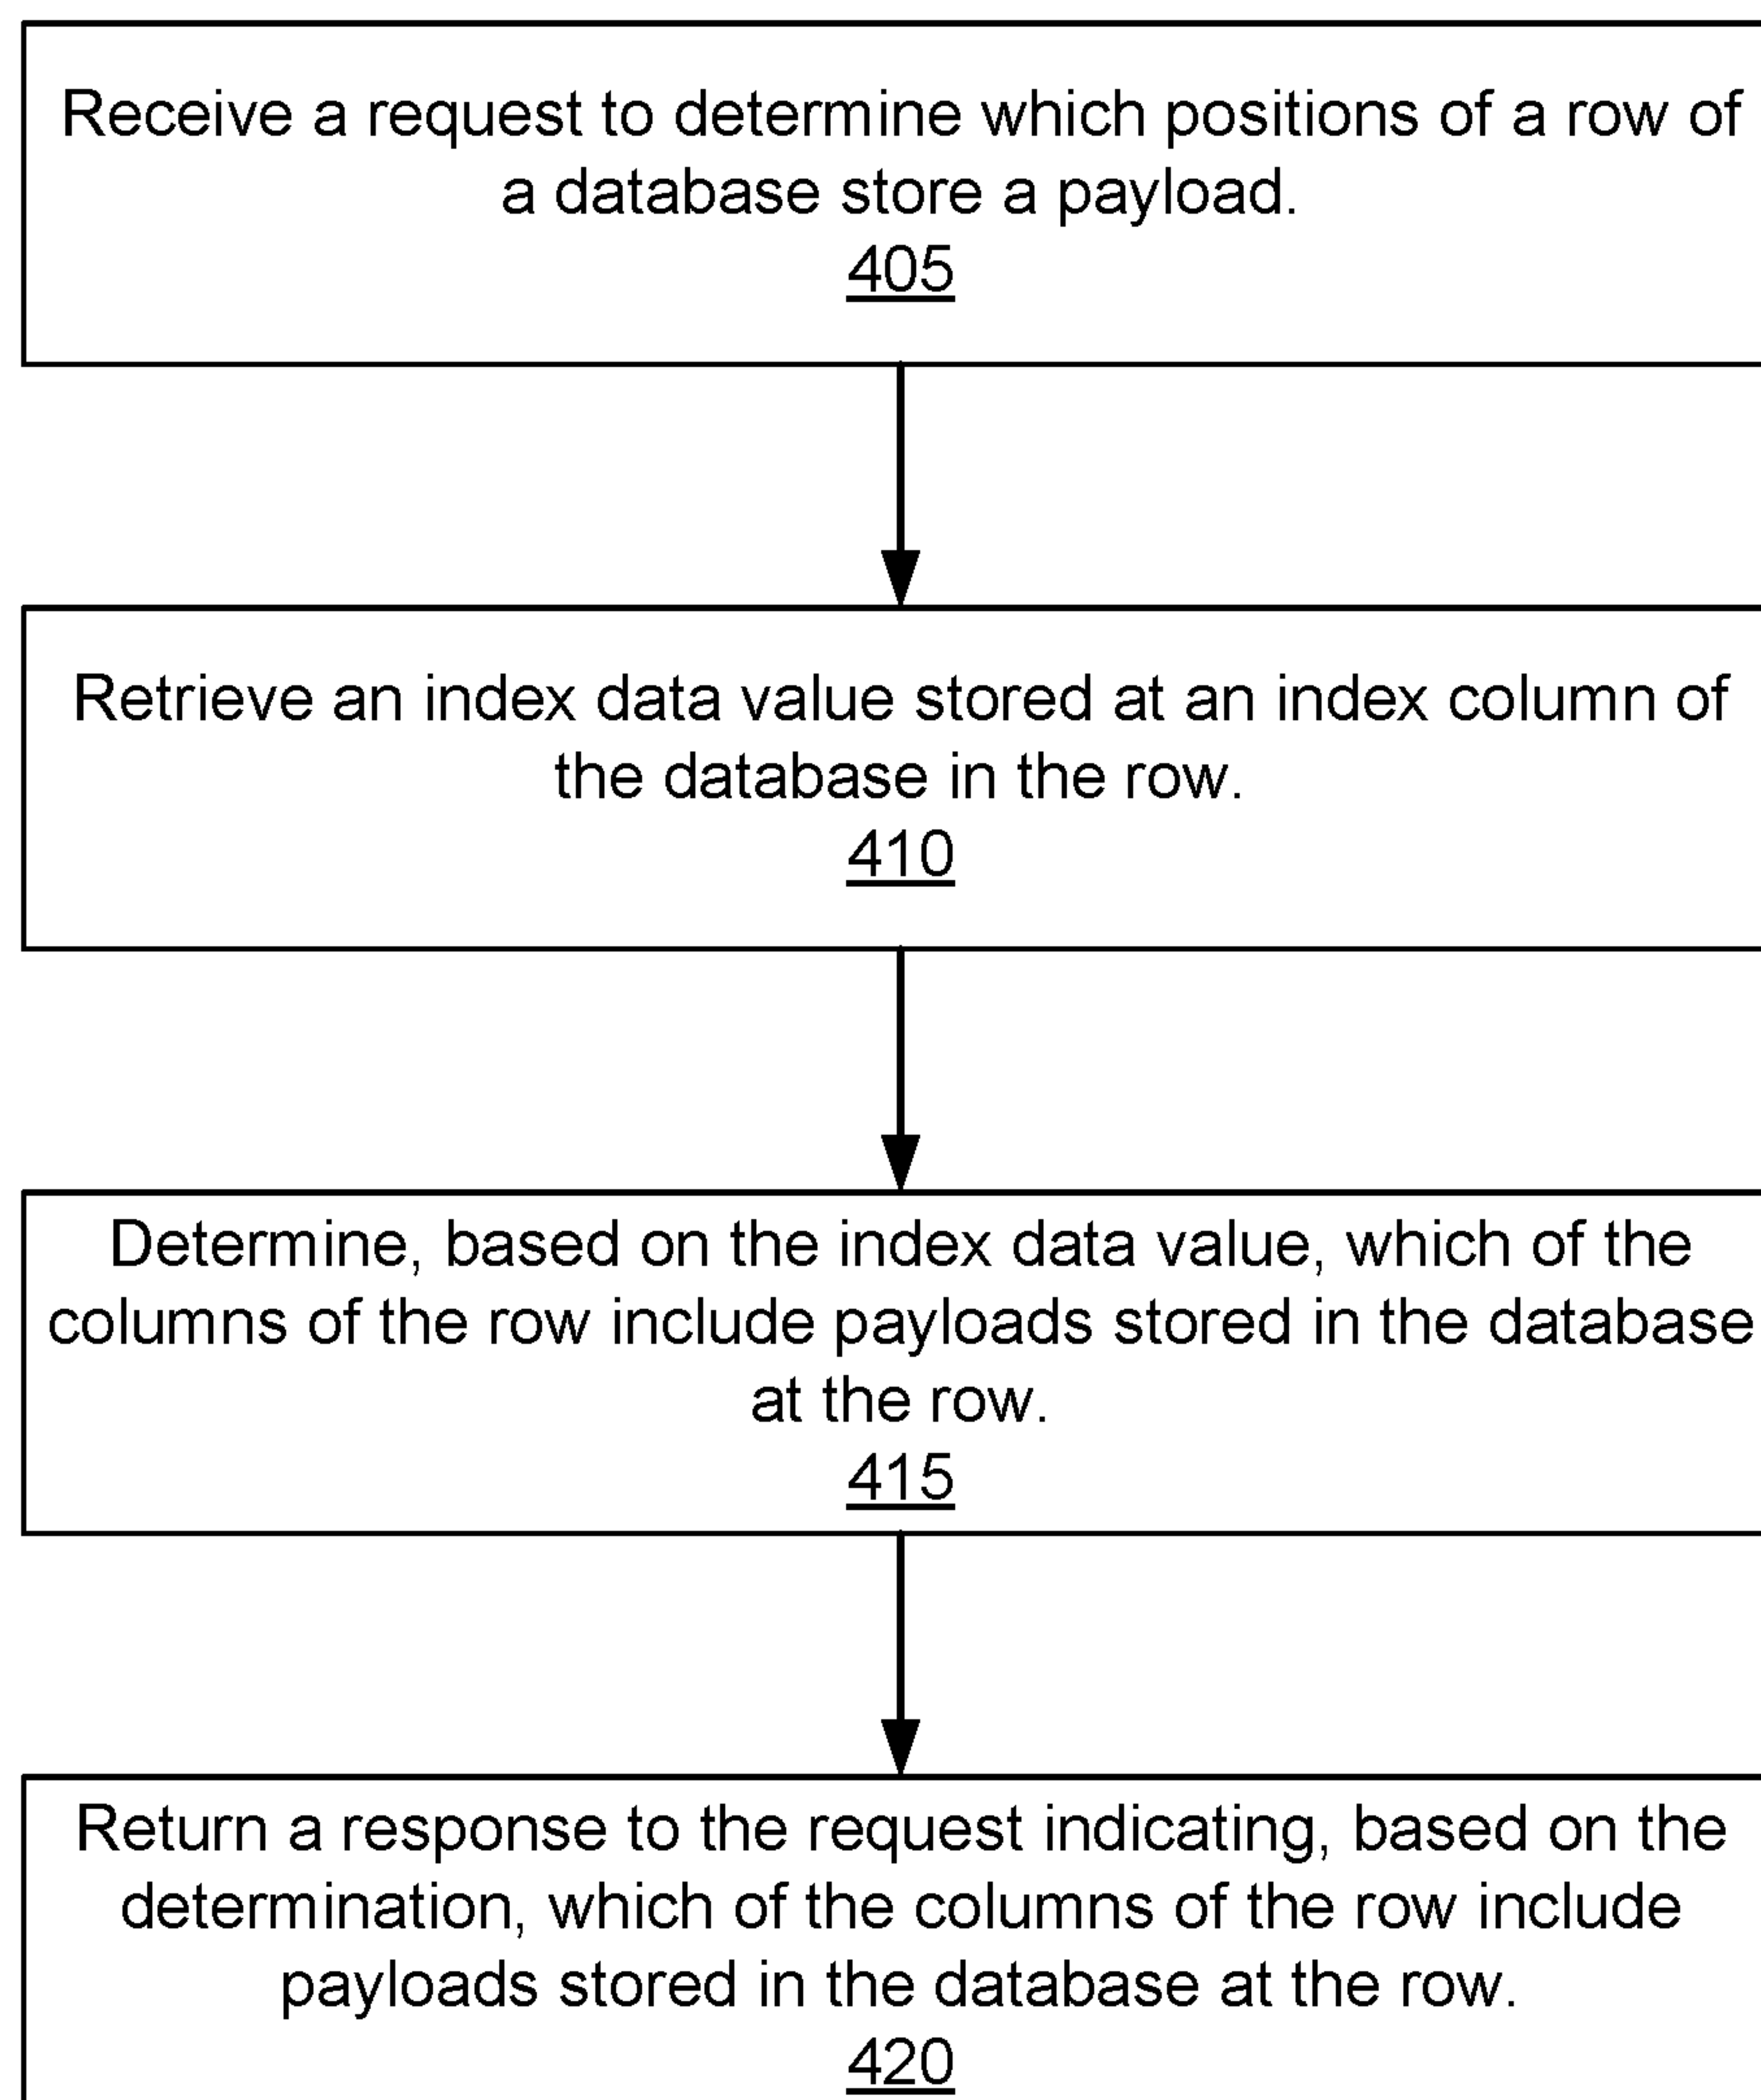 Receive a request to determine which positions of a row of
a database store a payload.
405
Retrieve an index data value stored at an index column of
the database in the row.
410
Determine, based on the index data value, which of the
columns of the row include payloads stored in the database
at the row.
415
Return a response to the request indicating, based on the
determination, which of the columns of the row include
payloads stored in the database at the row.
420